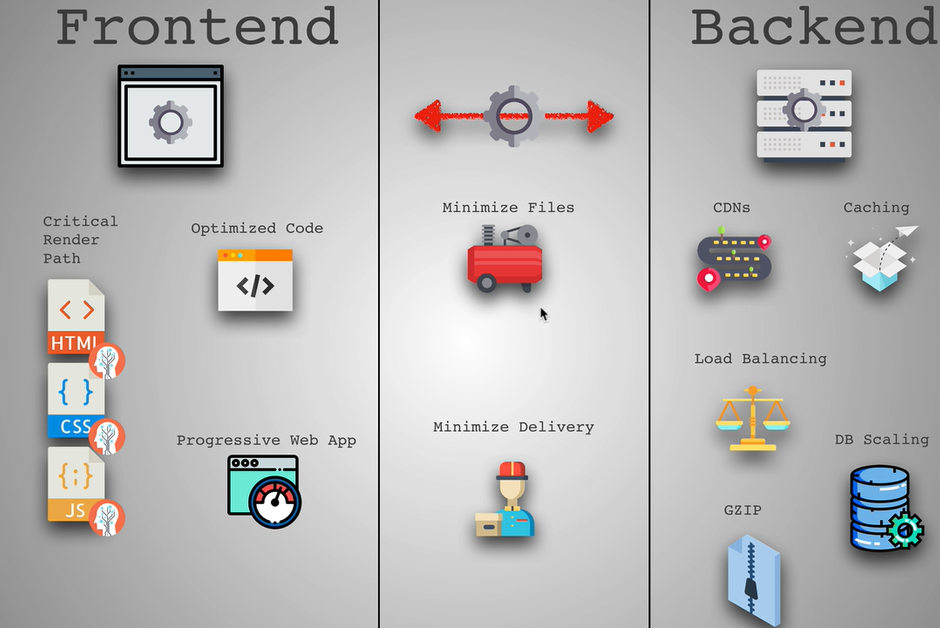 Frontend
Backend
Critical
Render
Path
Optimized Code
</>
< >
HTML
{ }
CSS
{;}
JS
Progressive Web App
Minimize Files
Minimize Delivery
CDNs
Caching
Load Balancing
DB Scaling
GZIP